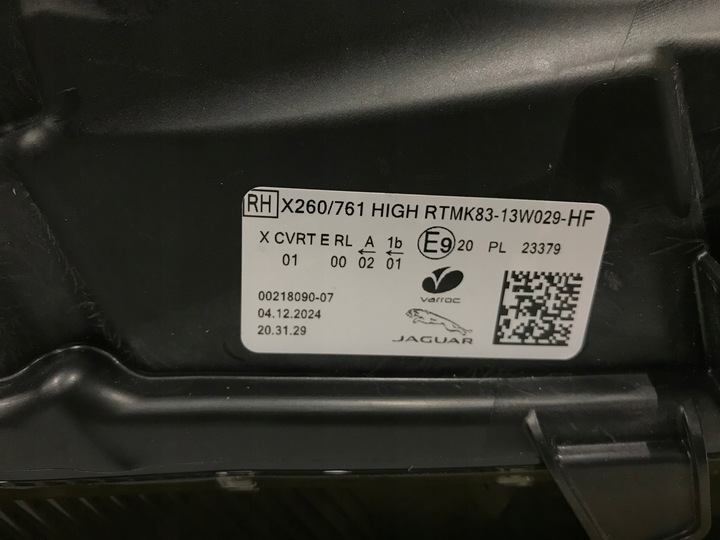 RH X260/761 HIGH RTMK83-13W029-HF
X CVRT E RL A 1b E9 20 PL 23379
01 00 02 01
varroc
00218090-07
04.12.2024
20.31.29
JAGUAR